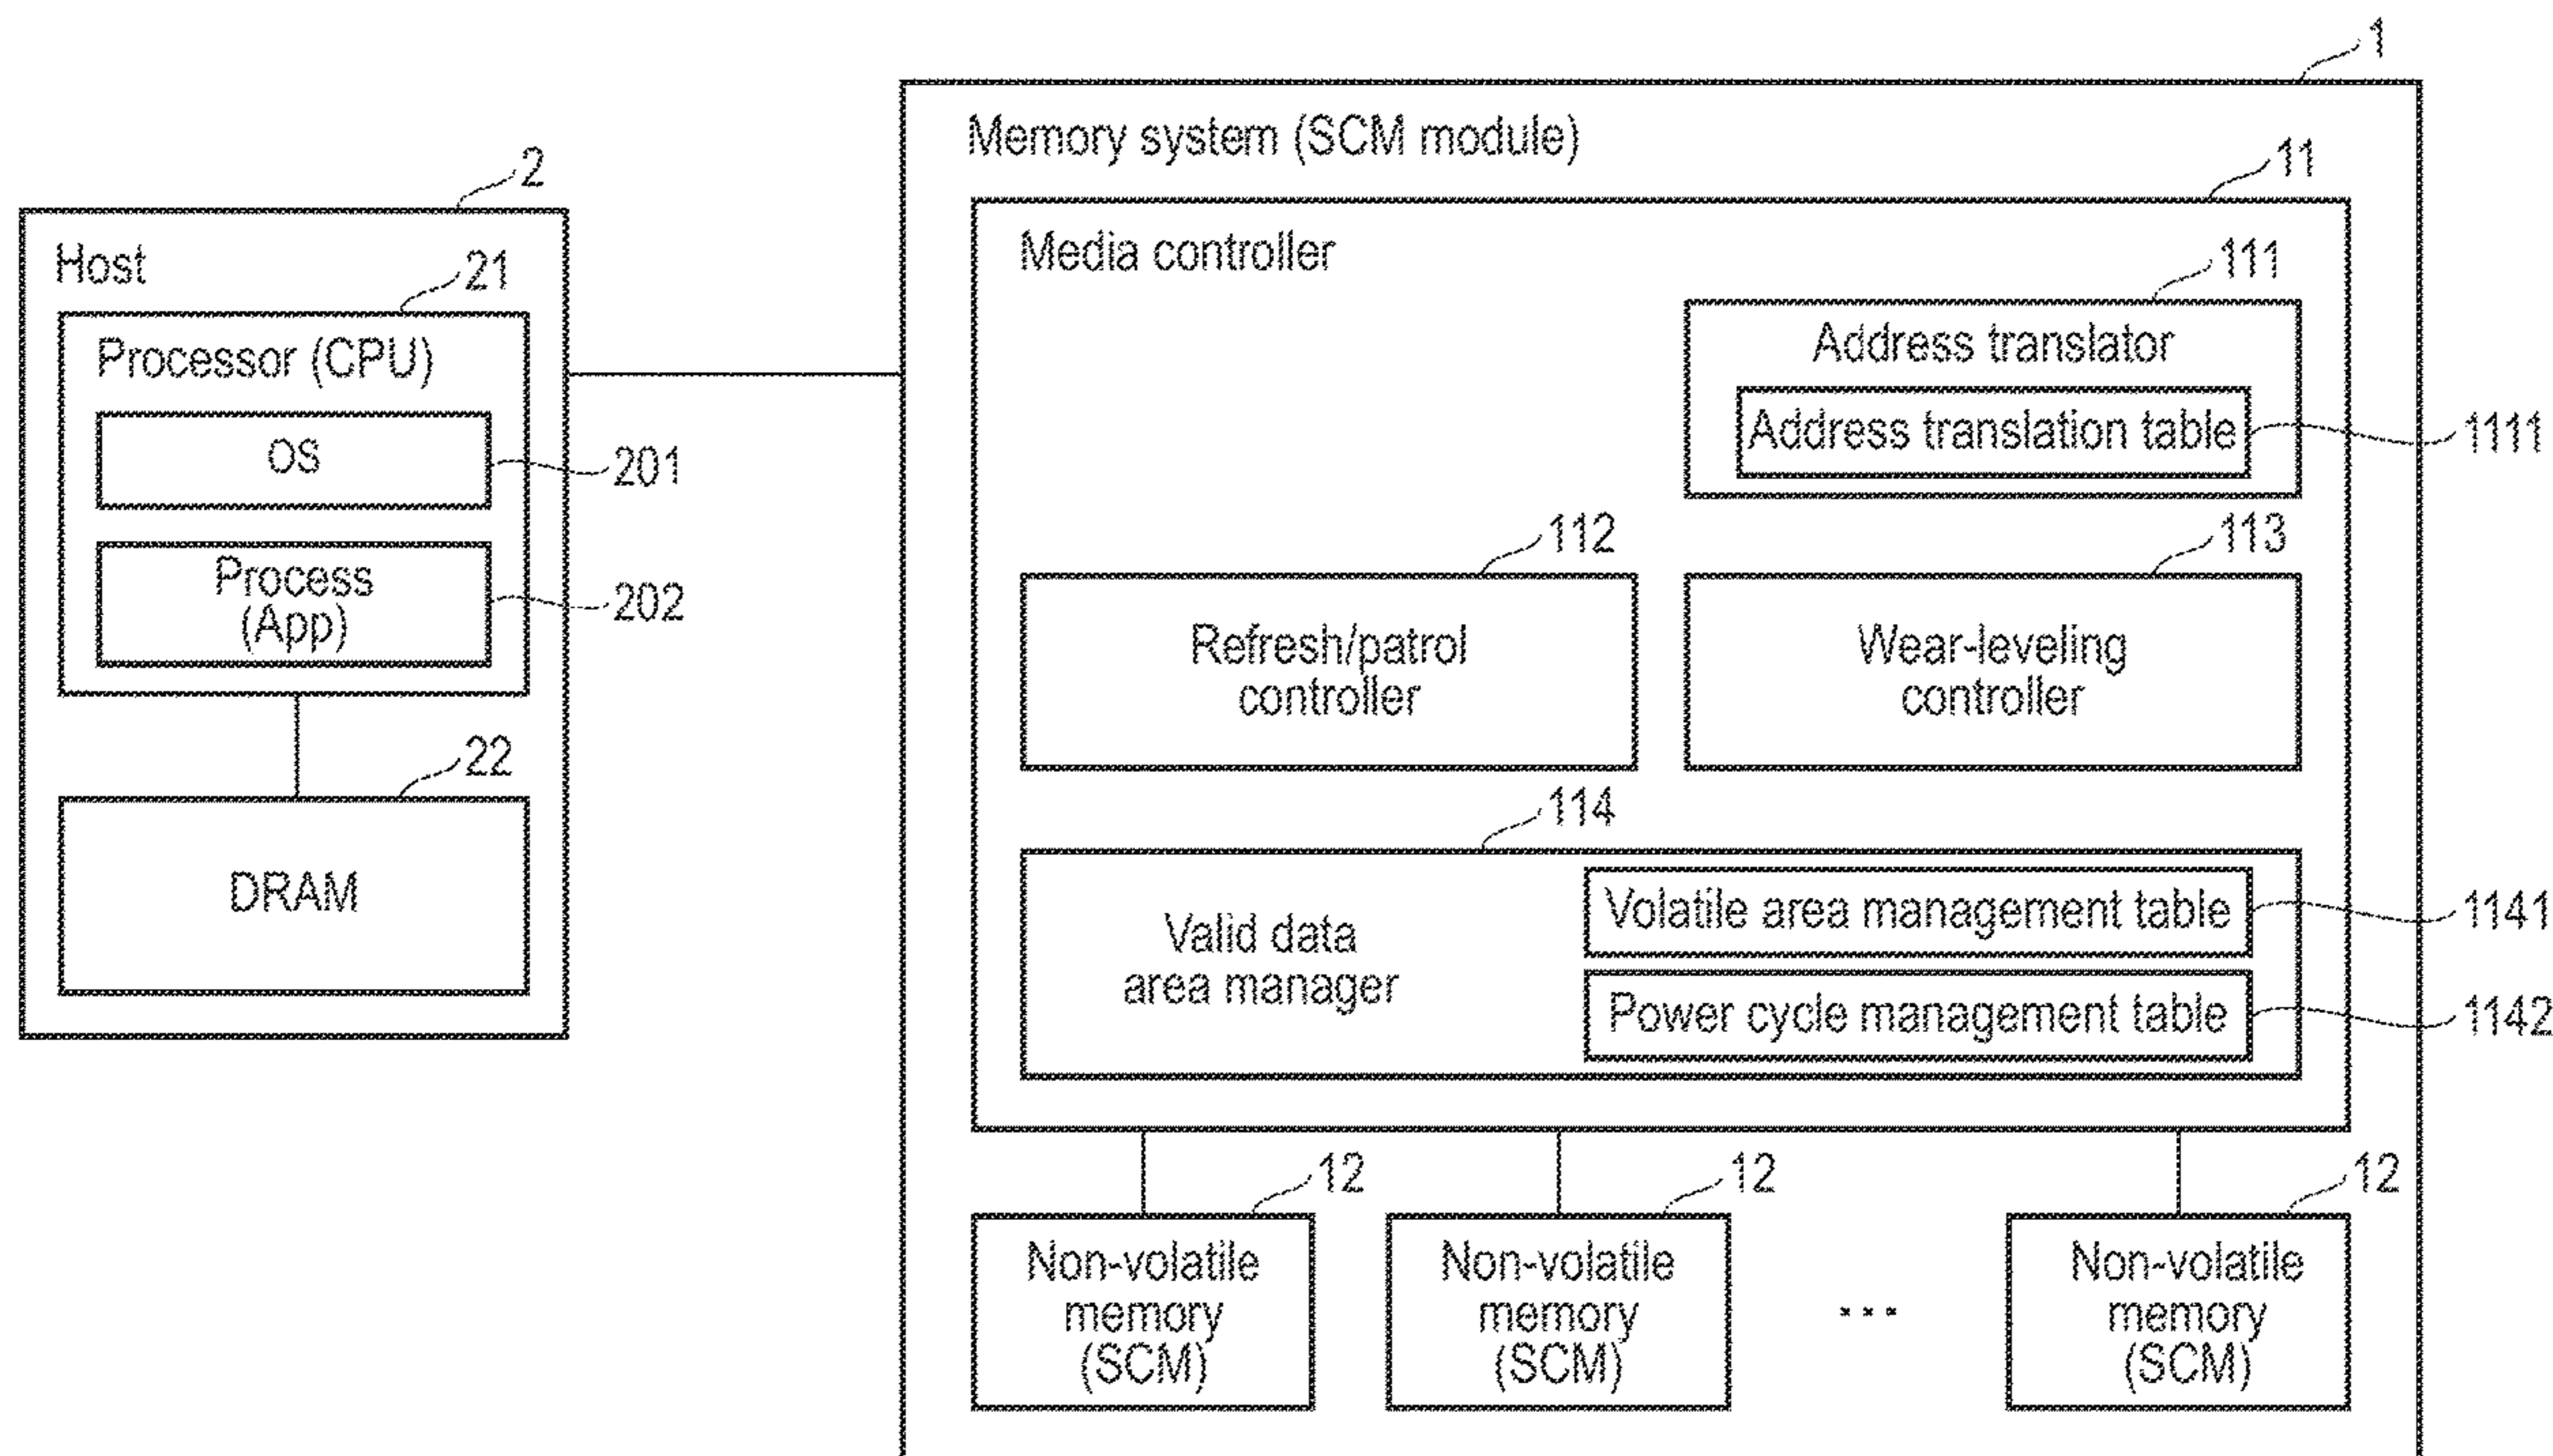 1
Memory system (SCM module)
2
11
Host
Media controller
21
111
Processor (CPU)
Address translator
OS
Address translation table
1111
201
112
113
Process
(App)
202
Refresh/patrol
controller
Wear-leveling
controller
22
114
DRAM
Valid data
area manager
Volatile area management table
1141
Power cycle management table
1142
12
12
12
Non-volatile
memory
(SCM)
Non-volatile
memory
(SCM)
...
Non-volatile
memory
(SCM)